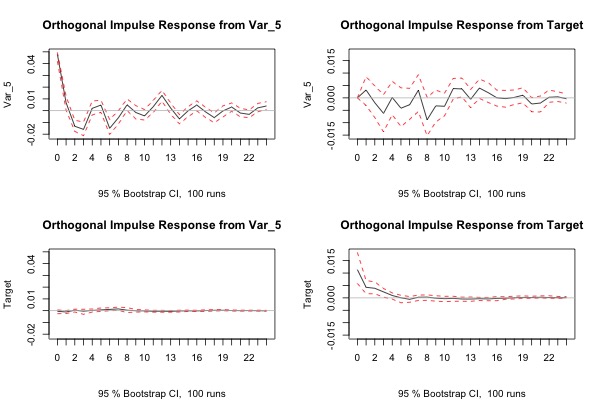 Orthogonal Impulse Response from Var_5
Var_5
0.04
0.01
-0.02
0 2 4 6 8 10 13 16 19 22
95 % Bootstrap CI, 100 runs
Orthogonal Impulse Response from Target
Var_5
0.015
0.000
-0.015
0 2 4 6 8 10 13 16 19 22
95 % Bootstrap CI, 100 runs
Orthogonal Impulse Response from Var_5
Target
0.04
0.01
-0.02
0 2 4 6 8 10 13 16 19 22
95 % Bootstrap CI, 100 runs
Orthogonal Impulse Response from Target
Target
0.015
0.000
-0.015
0 2 4 6 8 10 13 16 19 22
95 % Bootstrap CI, 100 runs